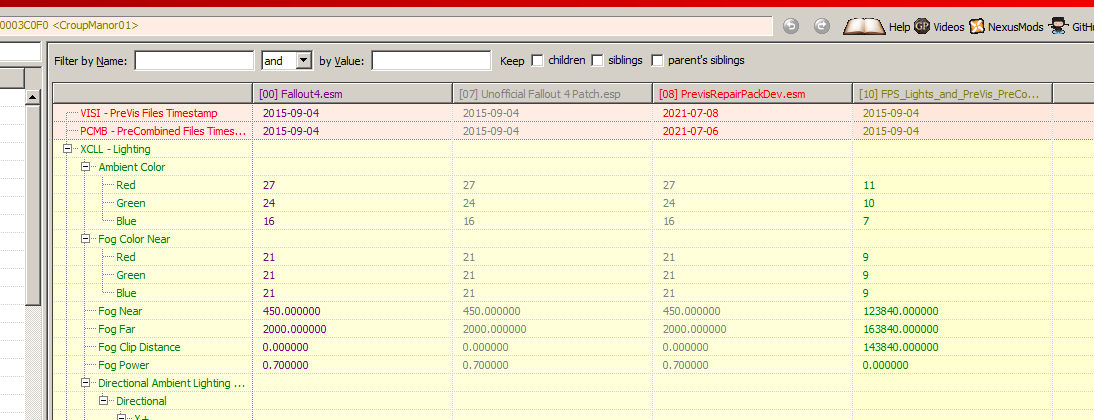 0003C0F0 <CroupManor01> Help Videos NexusMods GitHu
Filter by Name: and by Value: Keep children siblings parent's siblings
[00] Fallout4.esm [07] Unofficial Fallout 4 Patch.esp [08] PrevisRepairPackDev.esm [10] FPS_Lights_and_PreVis_PreCo...
VISI - PreVis Files Timestamp 2015-09-04 2015-09-04 2021-07-08 2015-09-04
PCMB - PreCombined Files Times... 2015-09-04 2015-09-04 2021-07-06 2015-09-04
XCLL - Lighting
Ambient Color
Red 27 27 27 11
Green 24 24 24 10
Blue 16 16 16 7
Fog Color Near
Red 21 21 21 9
Green 21 21 21 9
Blue 21 21 21 9
Fog Near 450.000000 450.000000 450.000000 123840.000000
Fog Far 2000.000000 2000.000000 2000.000000 163840.000000
Fog Clip Distance 0.000000 0.000000 0.000000 143840.000000
Fog Power 0.700000 0.700000 0.700000 0.000000
Directional Ambient Lighting ...
Directional
X+